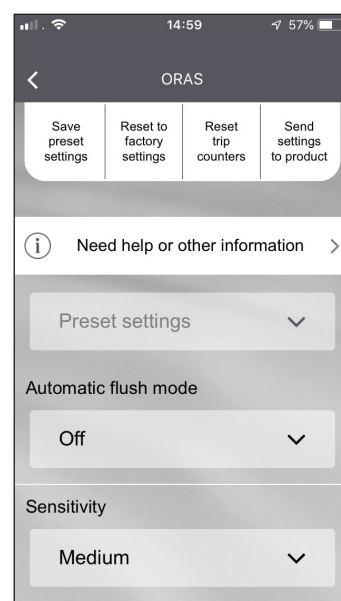 14:59
57%
ORAS
Save preset settings
Reset to factory settings
Reset trip counters
Send settings to product
i Need help or other information
Preset settings
Automatic flush mode
Off
Sensitivity
Medium